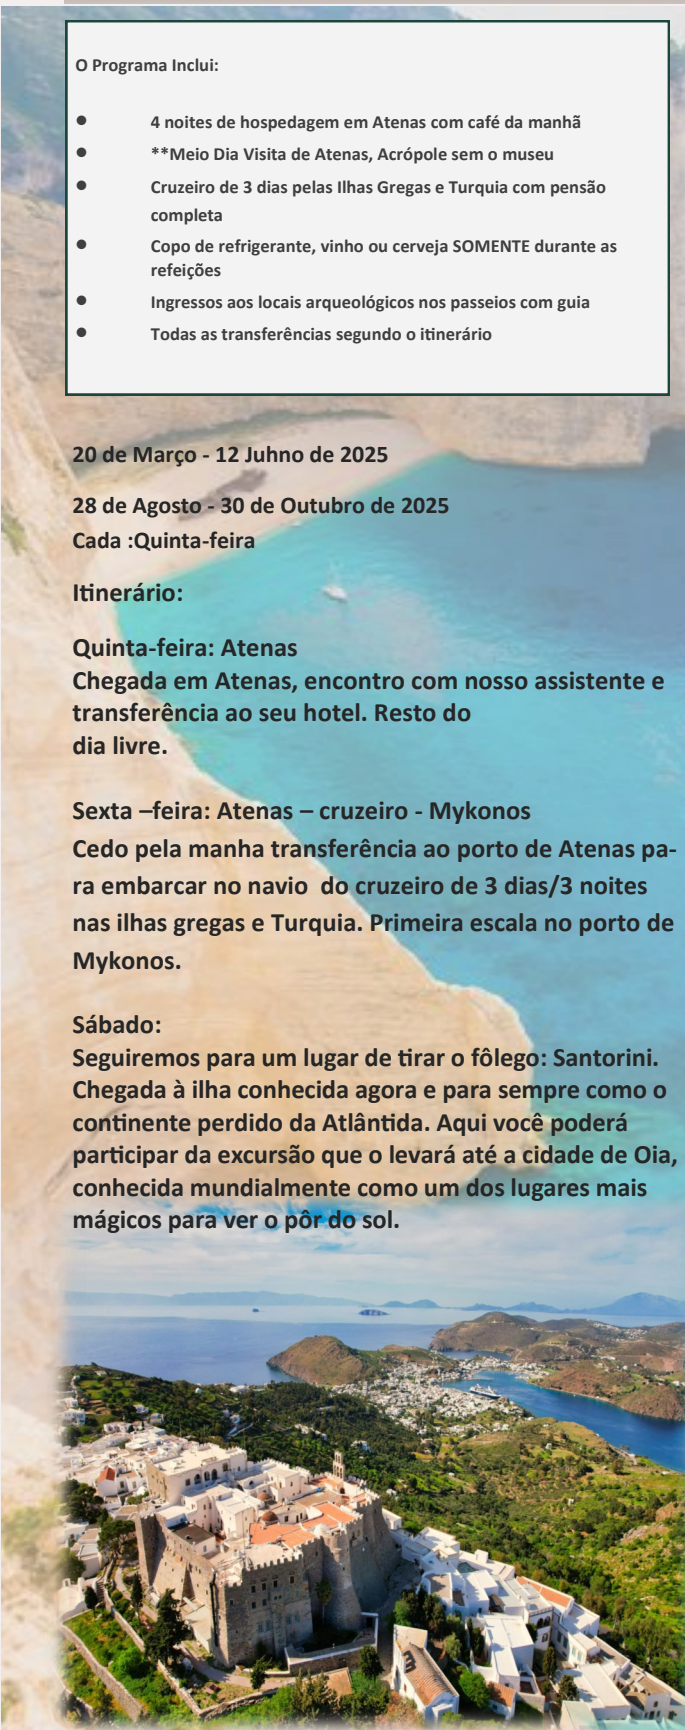 O Programa Inclui:
● 4 noites de hospedagem em Atenas com café da manhã
● **Meio Dia Visita de Atenas, Acrópole sem o museu
● Cruzeiro de 3 dias pelas Ilhas Gregas e Turquia com pensão
completa
● Copo de refrigerante, vinho ou cerveja SOMENTE durante as
refeições
● Ingressos aos locais arqueológicos nos passeios com guia
● Todas as transferências segundo o itinerário
20 de Março - 12 Juhno de 2025
28 de Agosto - 30 de Outubro de 2025
Cada :Quinta-feira
Itinerário:
Quinta-feira: Atenas
Chegada em Atenas, encontro com nosso assistente e
transferência ao seu hotel. Resto do
dia livre.
Sexta –feira: Atenas – cruzeiro - Mykonos
Cedo pela manha transferência ao porto de Atenas pa-
ra embarcar no navio  do cruzeiro de 3 dias/3 noites
nas ilhas gregas e Turquia. Primeira escala no porto de
Mykonos.
Sábado:
Seguiremos para um lugar de tirar o fôlego: Santorini.
Chegada à ilha conhecida agora e para sempre como o
continente perdido da Atlântida. Aqui você poderá
participar da excursão que o levará até a cidade de Oia,
conhecida mundialmente como um dos lugares mais
mágicos para ver o pôr do sol.